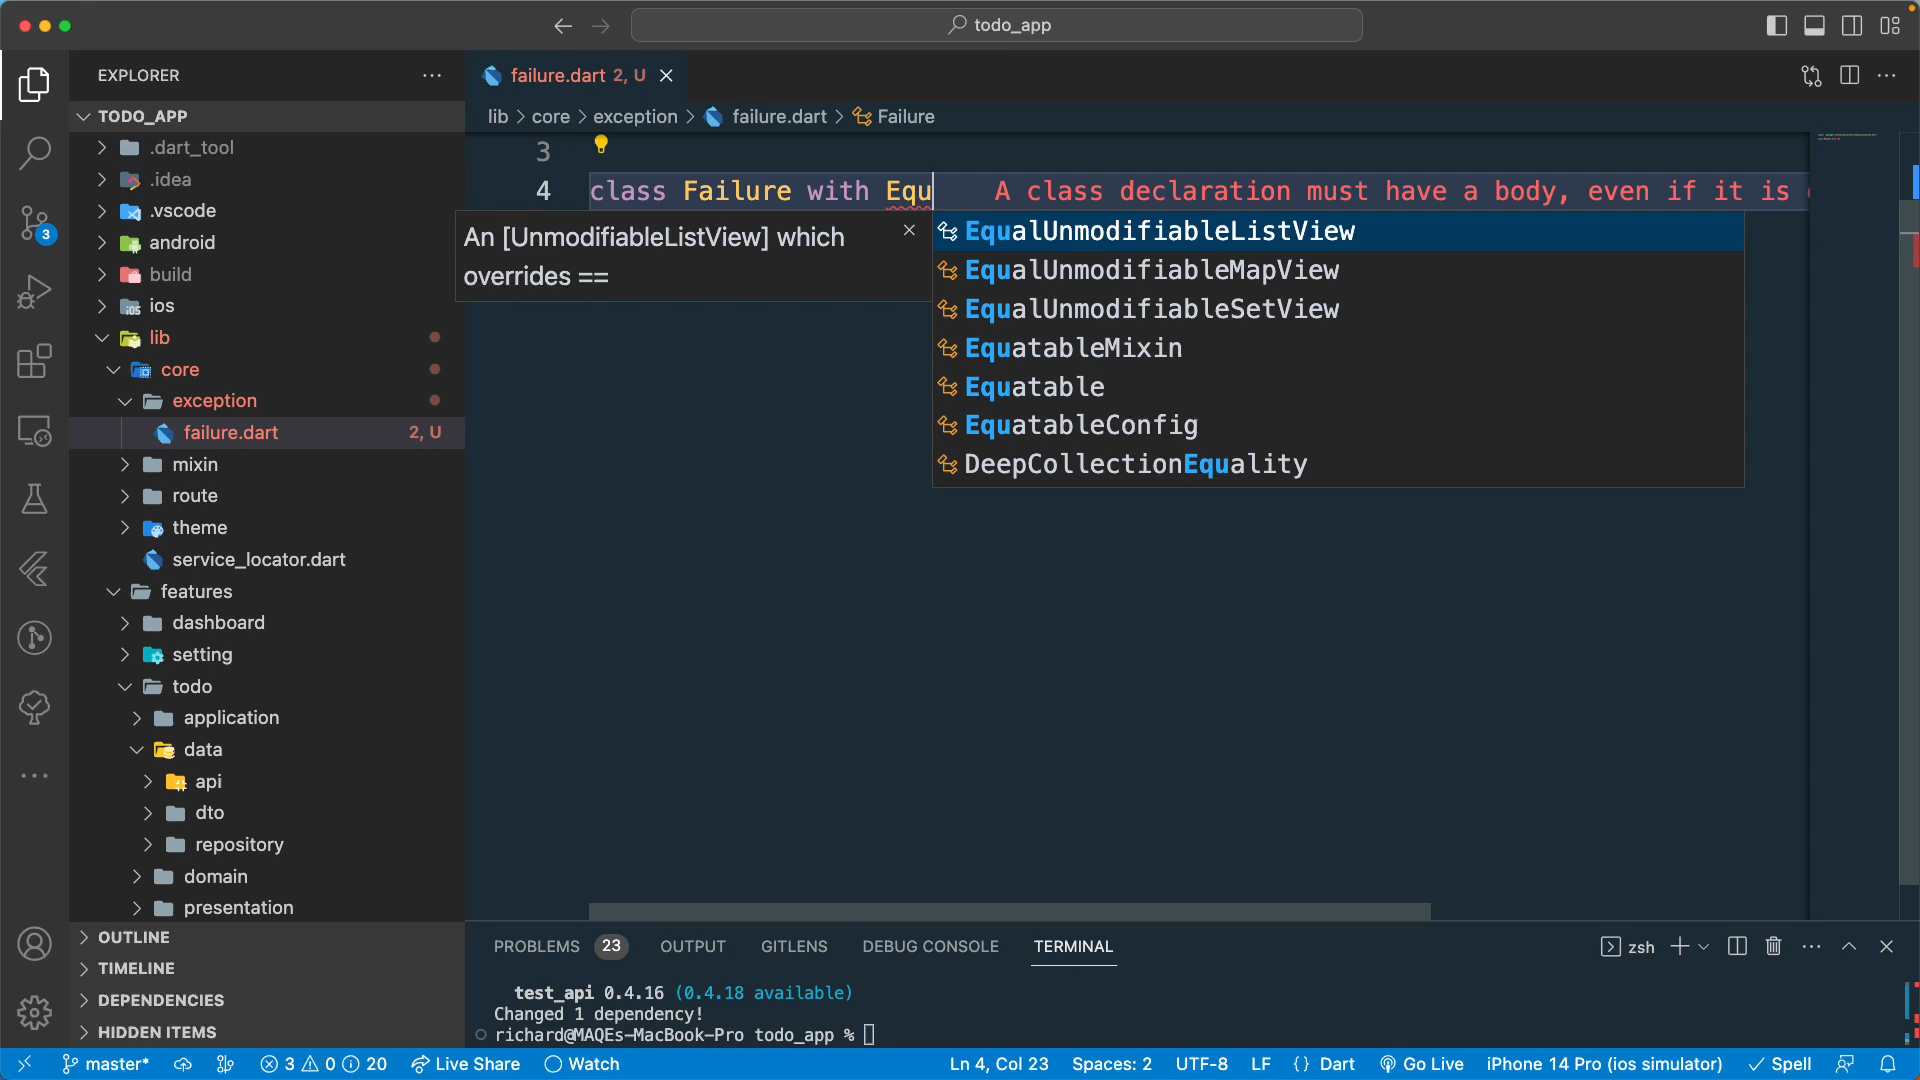 todo_app
EXPLORER
failure.dart 2, U
TODO_APP
lib > core > exception > failure.dart > Failure
.dart_tool
.idea
.vscode
android
build
ios
lib
core
exception
failure.dart 2, U
mixin
route
theme
service_locator.dart
features
dashboard
setting
todo
application
data
api
dto
repository
domain
presentation
OUTLINE
TIMELINE
DEPENDENCIES
HIDDEN ITEMS
3
3
4
class Failure with Equ A class declaration must have a body, even if it is
An [UnmodifiableListView] which
overrides ==
EqualUnmodifiableListView
EqualUnmodifiableMapView
EqualUnmodifiableSetView
EquatableMixin
Equatable
EquatableConfig
DeepCollectionEquality
PROBLEMS 23 OUTPUT GITLENS DEBUG CONSOLE TERMINAL
zsh
test_api 0.4.16 (0.4.18 available)
Changed 1 dependency!
richard@MAQEs-MacBook-Pro todo_app %
master* 3 0 20 Live Share Watch
Ln 4, Col 23 Spaces: 2 UTF-8 LF {} Dart Go Live iPhone 14 Pro (ios simulator) Spell